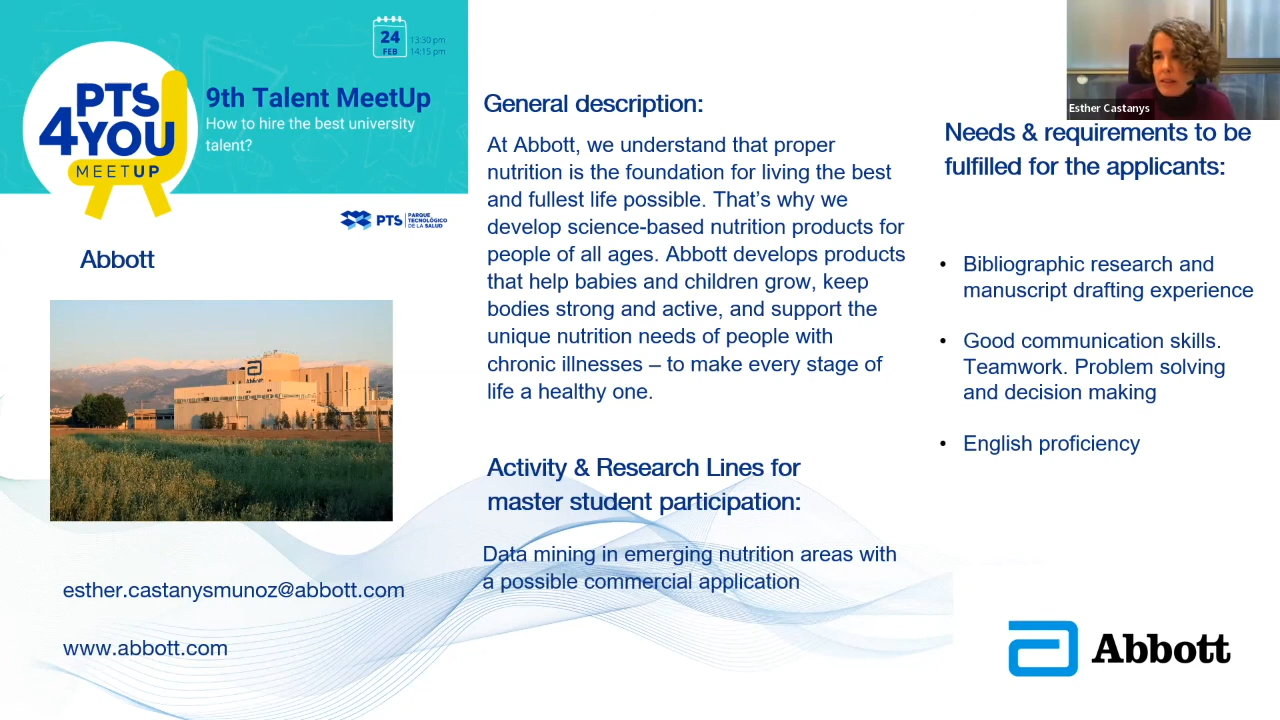 24
FEB
13:30 pm
14:15 pm
PTS
4YOU
MEETUP
9th Talent MeetUp
How to hire the best university
talent?
PTS
PARQUE
TECNOLÓGICO
DE LA SALUD
Abbott
esther.castanysmunoz@abbott.com
www.abbott.com
General description:
At Abbott, we understand that proper
nutrition is the foundation for living the best
and fullest life possible. That’s why we
develop science-based nutrition products for
people of all ages. Abbott develops products
that help babies and children grow, keep
bodies strong and active, and support the
unique nutrition needs of people with
chronic illnesses – to make every stage of
life a healthy one.
Activity & Research Lines for
master student participation:
Data mining in emerging nutrition areas with
a possible commercial application
Esther Castanys
Needs & requirements to be
fulfilled for the applicants:
• Bibliographic research and
manuscript drafting experience
• Good communication skills.
Teamwork. Problem solving
and decision making
• English proficiency
Abbott